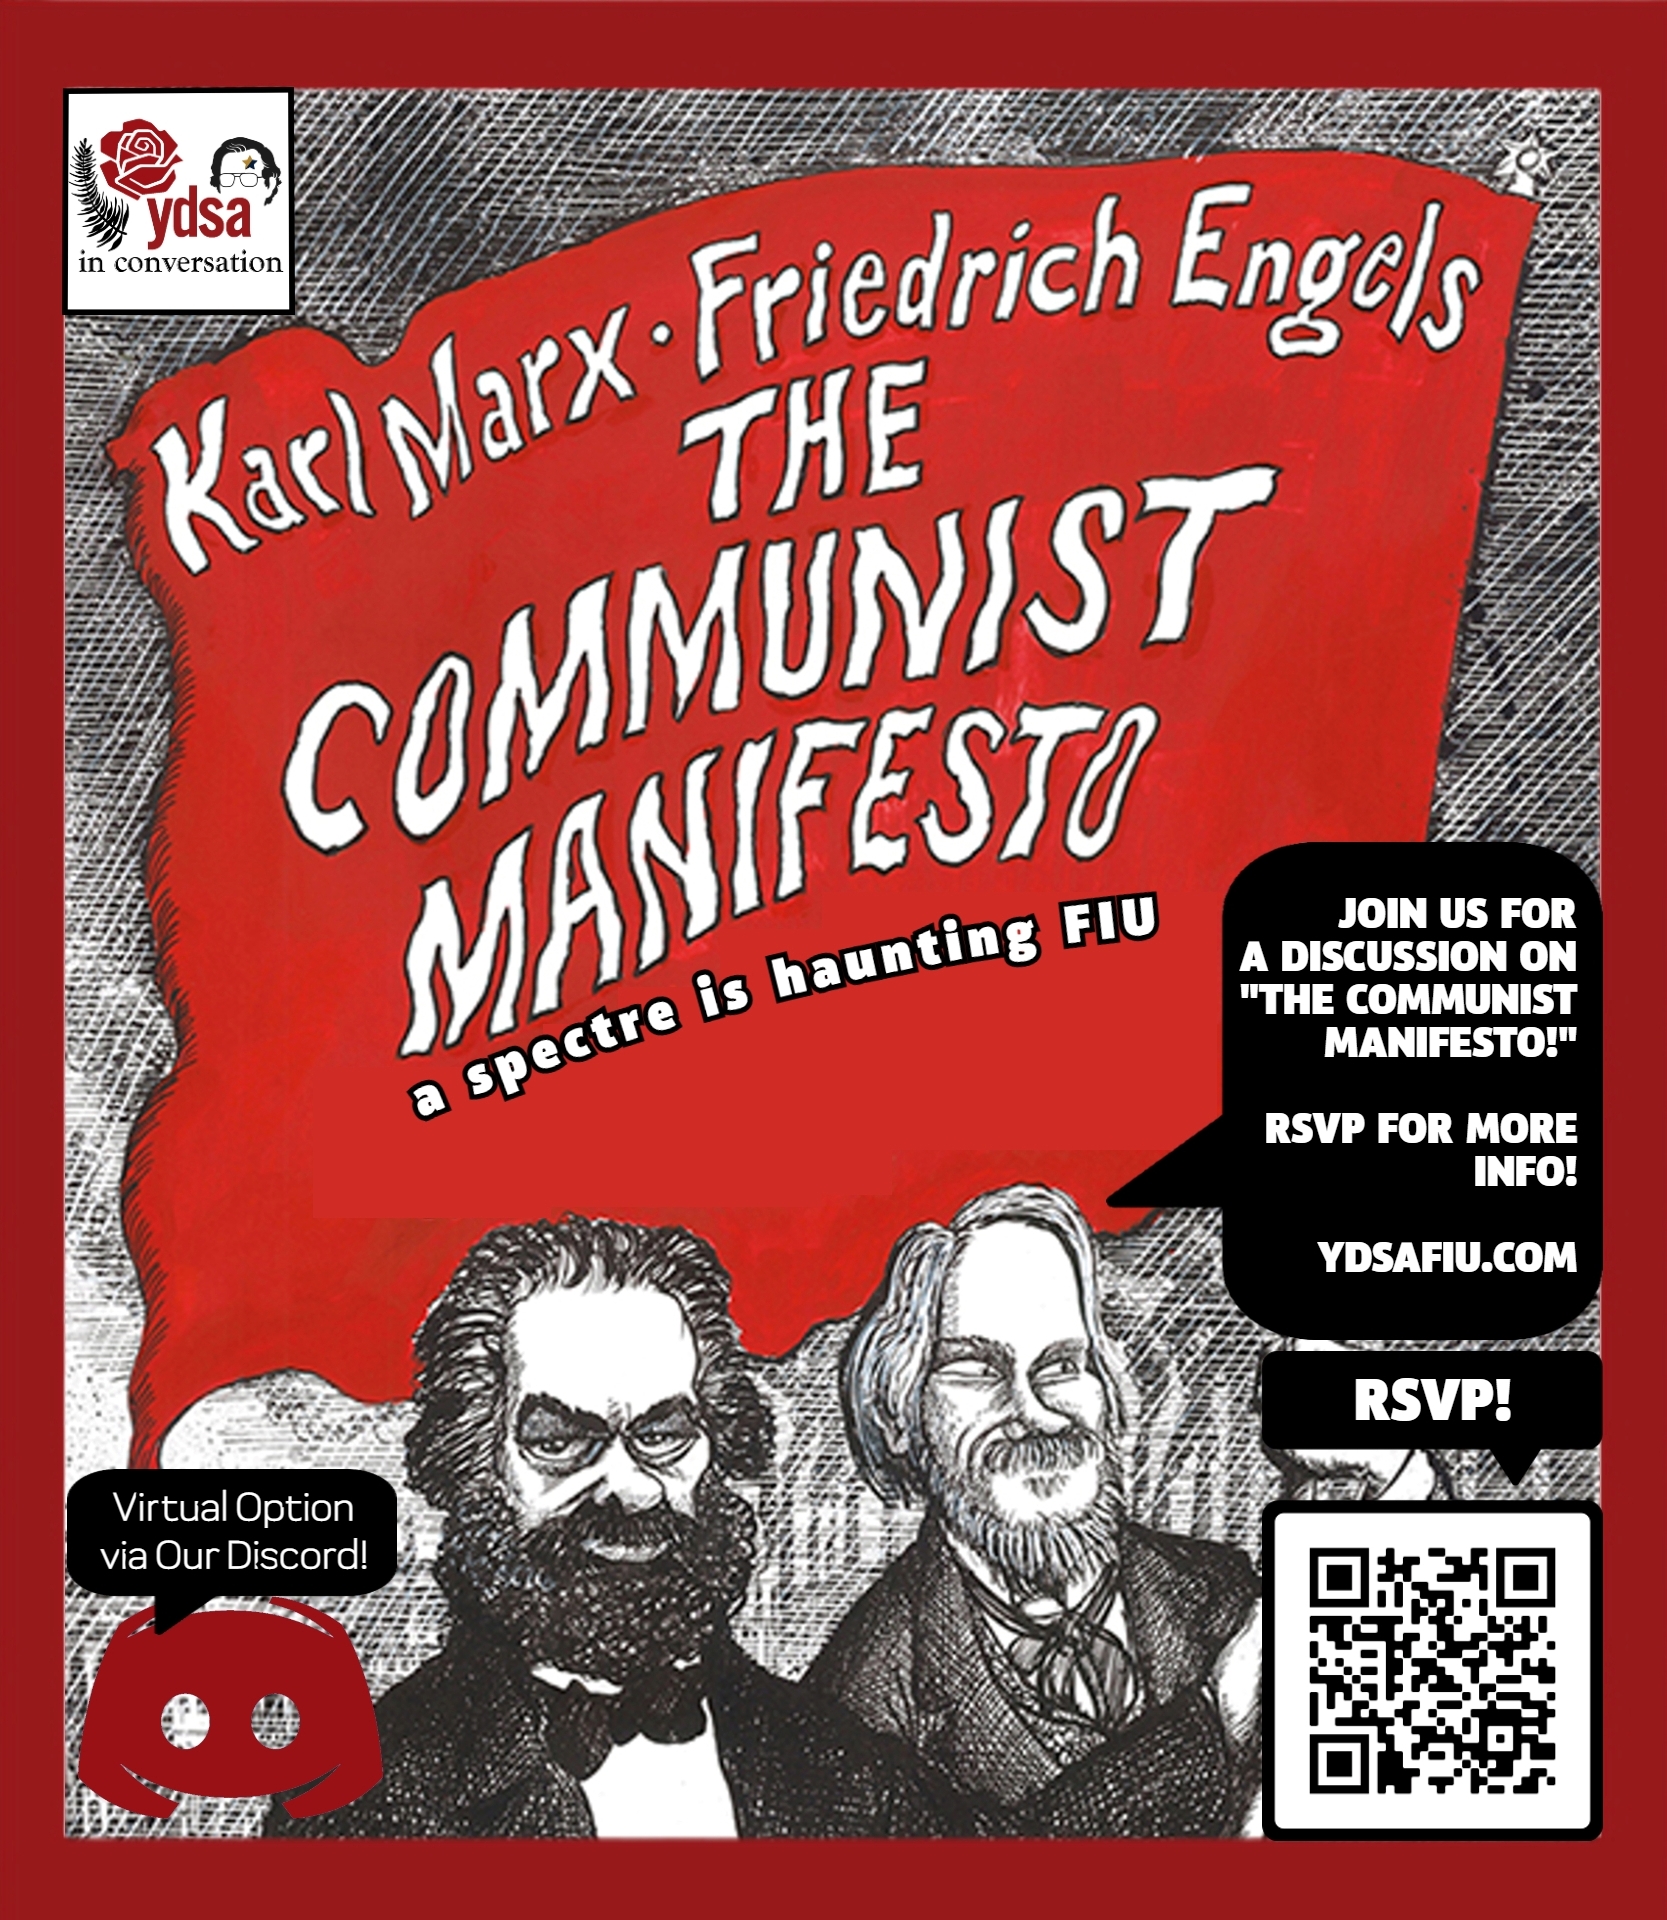 ydsa
in conversation
Karl Marx · Friedrich Engels
THE
COMMUNIST
MANIFESTO
a spectre is haunting FIU
JOIN US FOR
A DISCUSSION ON
"THE COMMUNIST
MANIFESTO!"
RSVP FOR MORE
INFO!
YDSAFIU.COM
RSVP!
Virtual Option
via Our Discord!